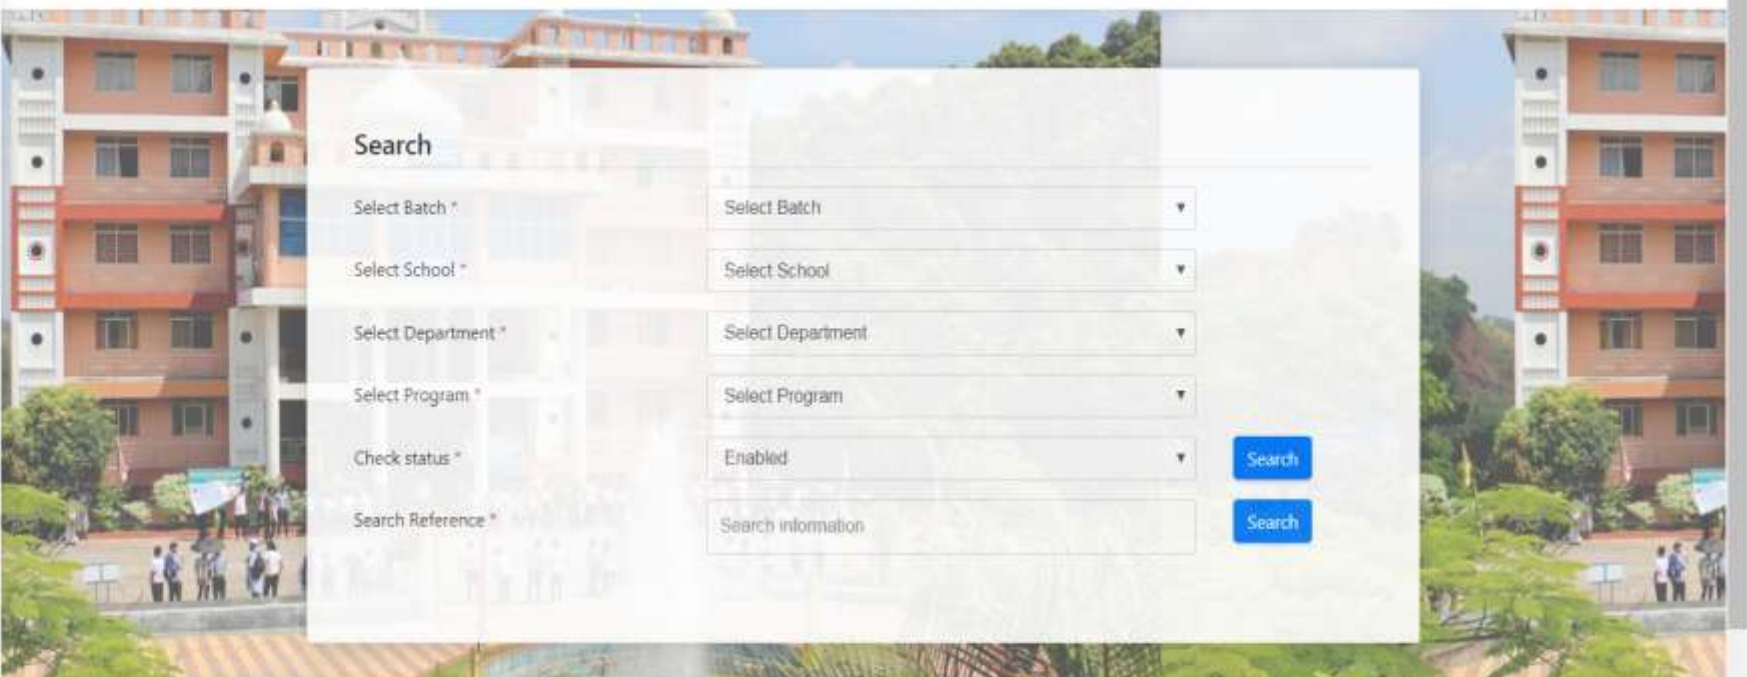 Search
Select Batch * Select Batch
Select School * Select School
Select Department * Select Department
Select Program * Select Program
Check status * Enabled Search
Search Reference * Search information Search